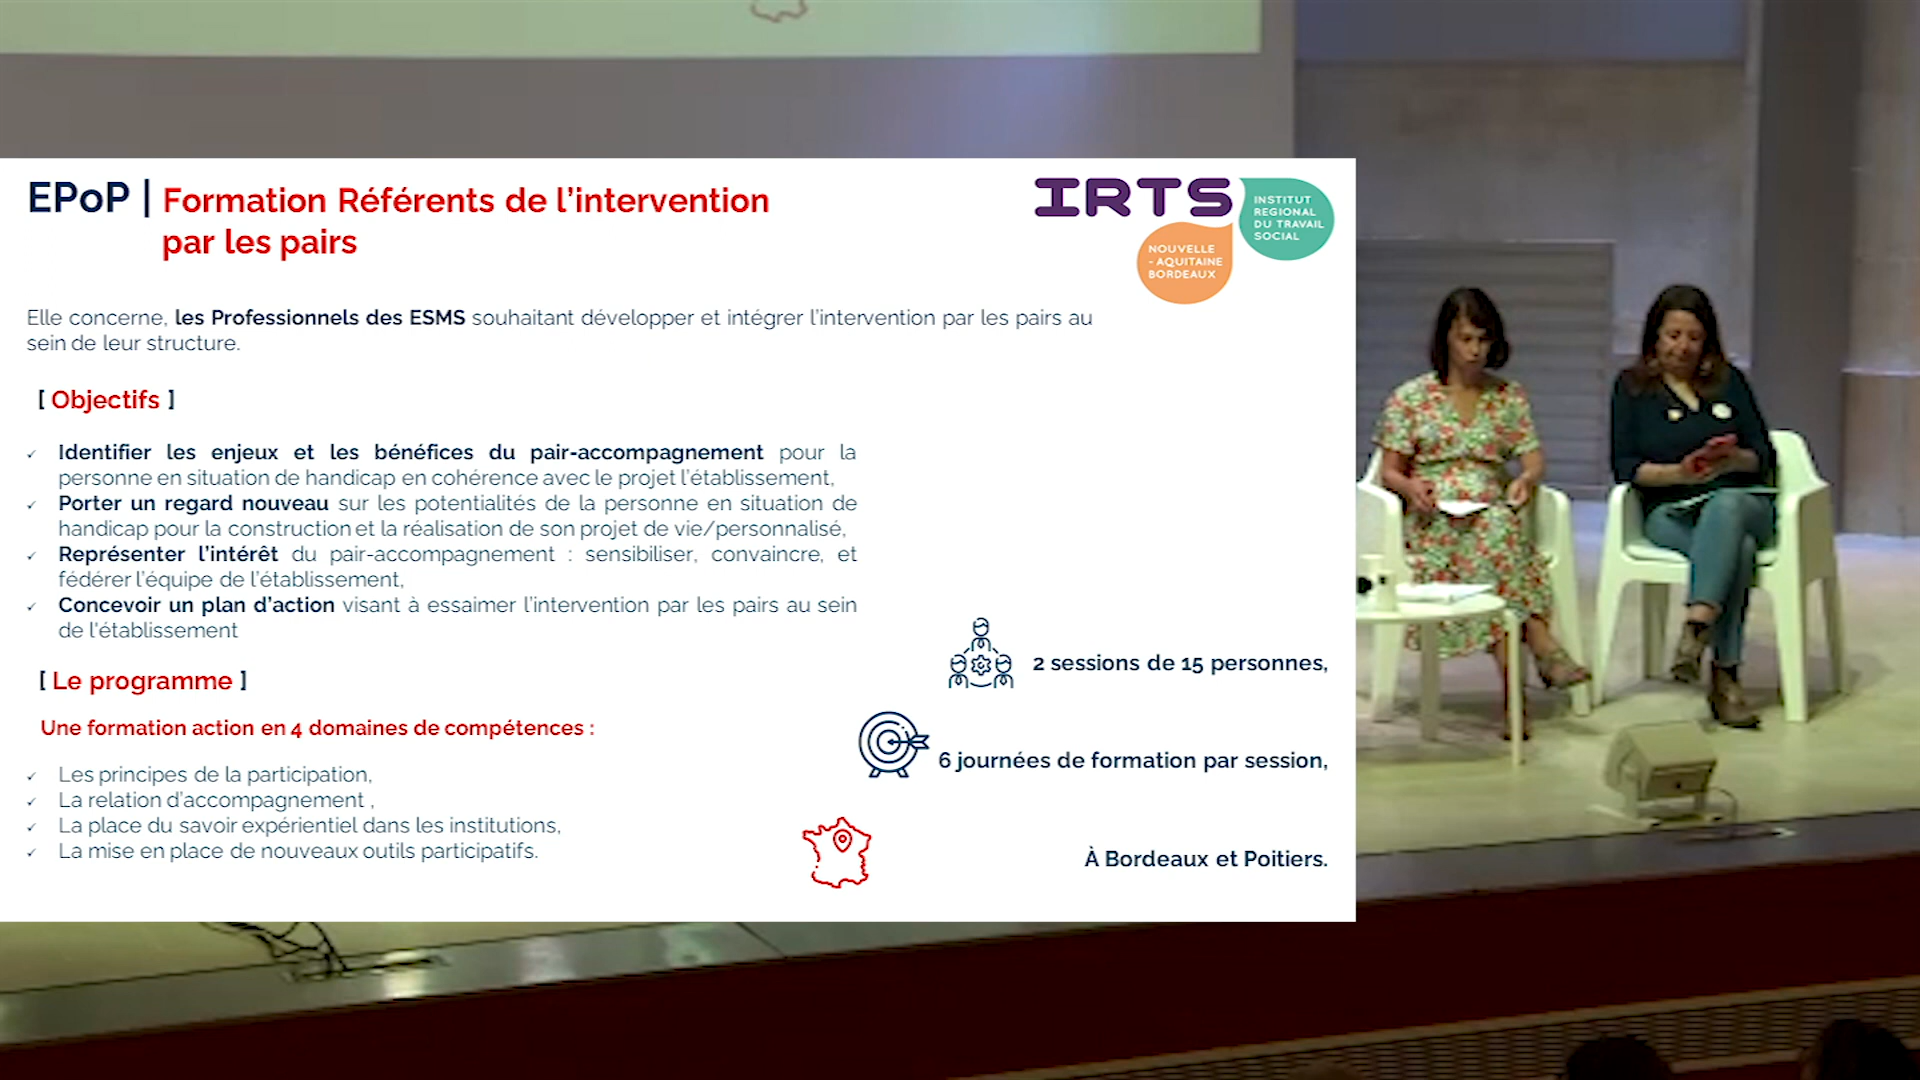 EPoP | Formation Référents de l'intervention
par les pairs
IRTS
INSTITUT
REGIONAL
DU TRAVAIL
SOCIAL
NOUVELLE
- AQUITAINE
BORDEAUX
Elle concerne, les Professionnels des ESMS souhaitant développer et intégrer l'intervention par les pairs au
sein de leur structure.
[ Objectifs ]
✓ Identifier les enjeux et les bénéfices du pair-accompagnement pour la
personne en situation de handicap en cohérence avec le projet l'établissement,
✓ Porter un regard nouveau sur les potentialités de la personne en situation de
handicap pour la construction et la réalisation de son projet de vie/personnalisé,
✓ Représenter l'intérêt du pair-accompagnement : sensibiliser, convaincre, et
fédérer l'équipe de l'établissement,
✓ Concevoir un plan d'action visant à essaimer l'intervention par les pairs au sein
de l'établissement
[ Le programme ]
Une formation action en 4 domaines de compétences :
✓ Les principes de la participation,
✓ La relation d'accompagnement ,
✓ La place du savoir expérientiel dans les institutions,
✓ La mise en place de nouveaux outils participatifs.
2 sessions de 15 personnes,
6 journées de formation par session,
À Bordeaux et Poitiers.